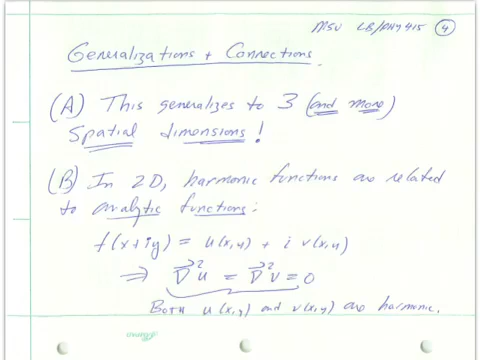 MSU LB/PHY 415 4
Generalizations + Connections
(A) This generalizes to 3 (and more)
Spatial dimensions!
(B) In 2D, harmonic functions are related
to analytic functions:
f(x+iy) = u(x,y) + i v(x,y)
⇒ ∇⃗²u = ∇⃗²v = 0
Both u(x,y) and v(x,y) are harmonic.